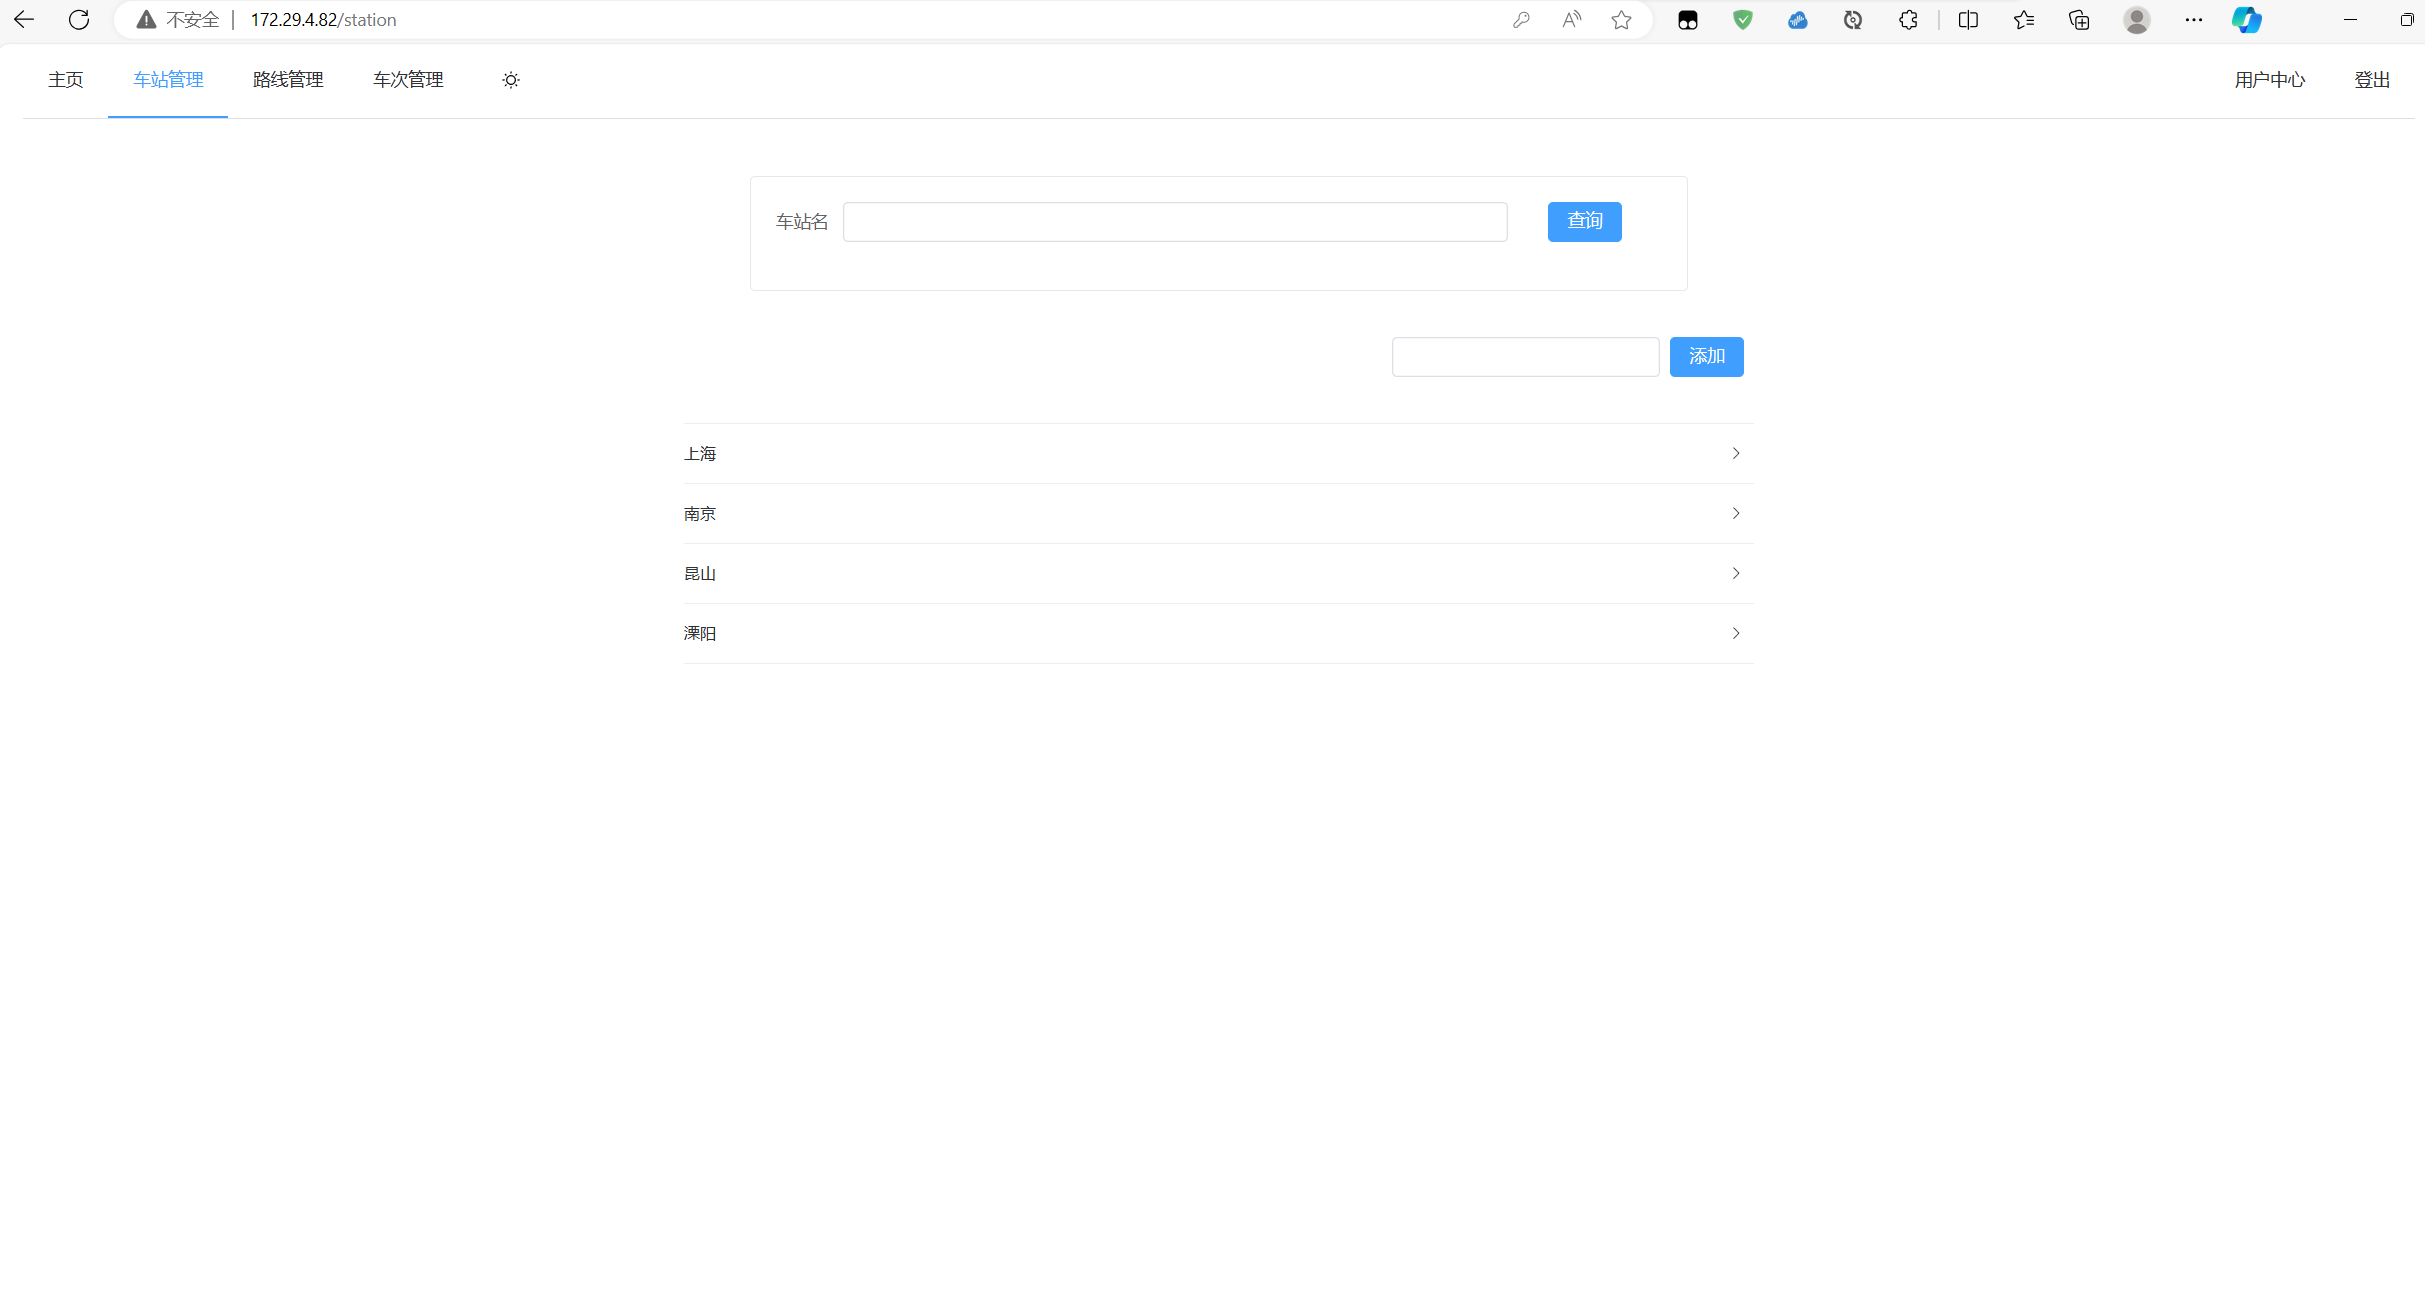 不安全 172.29.4.82/station
主页 车站管理 路线管理 车次管理 用户中心 登出
车站名 查询
添加
上海
南京
昆山
溧阳